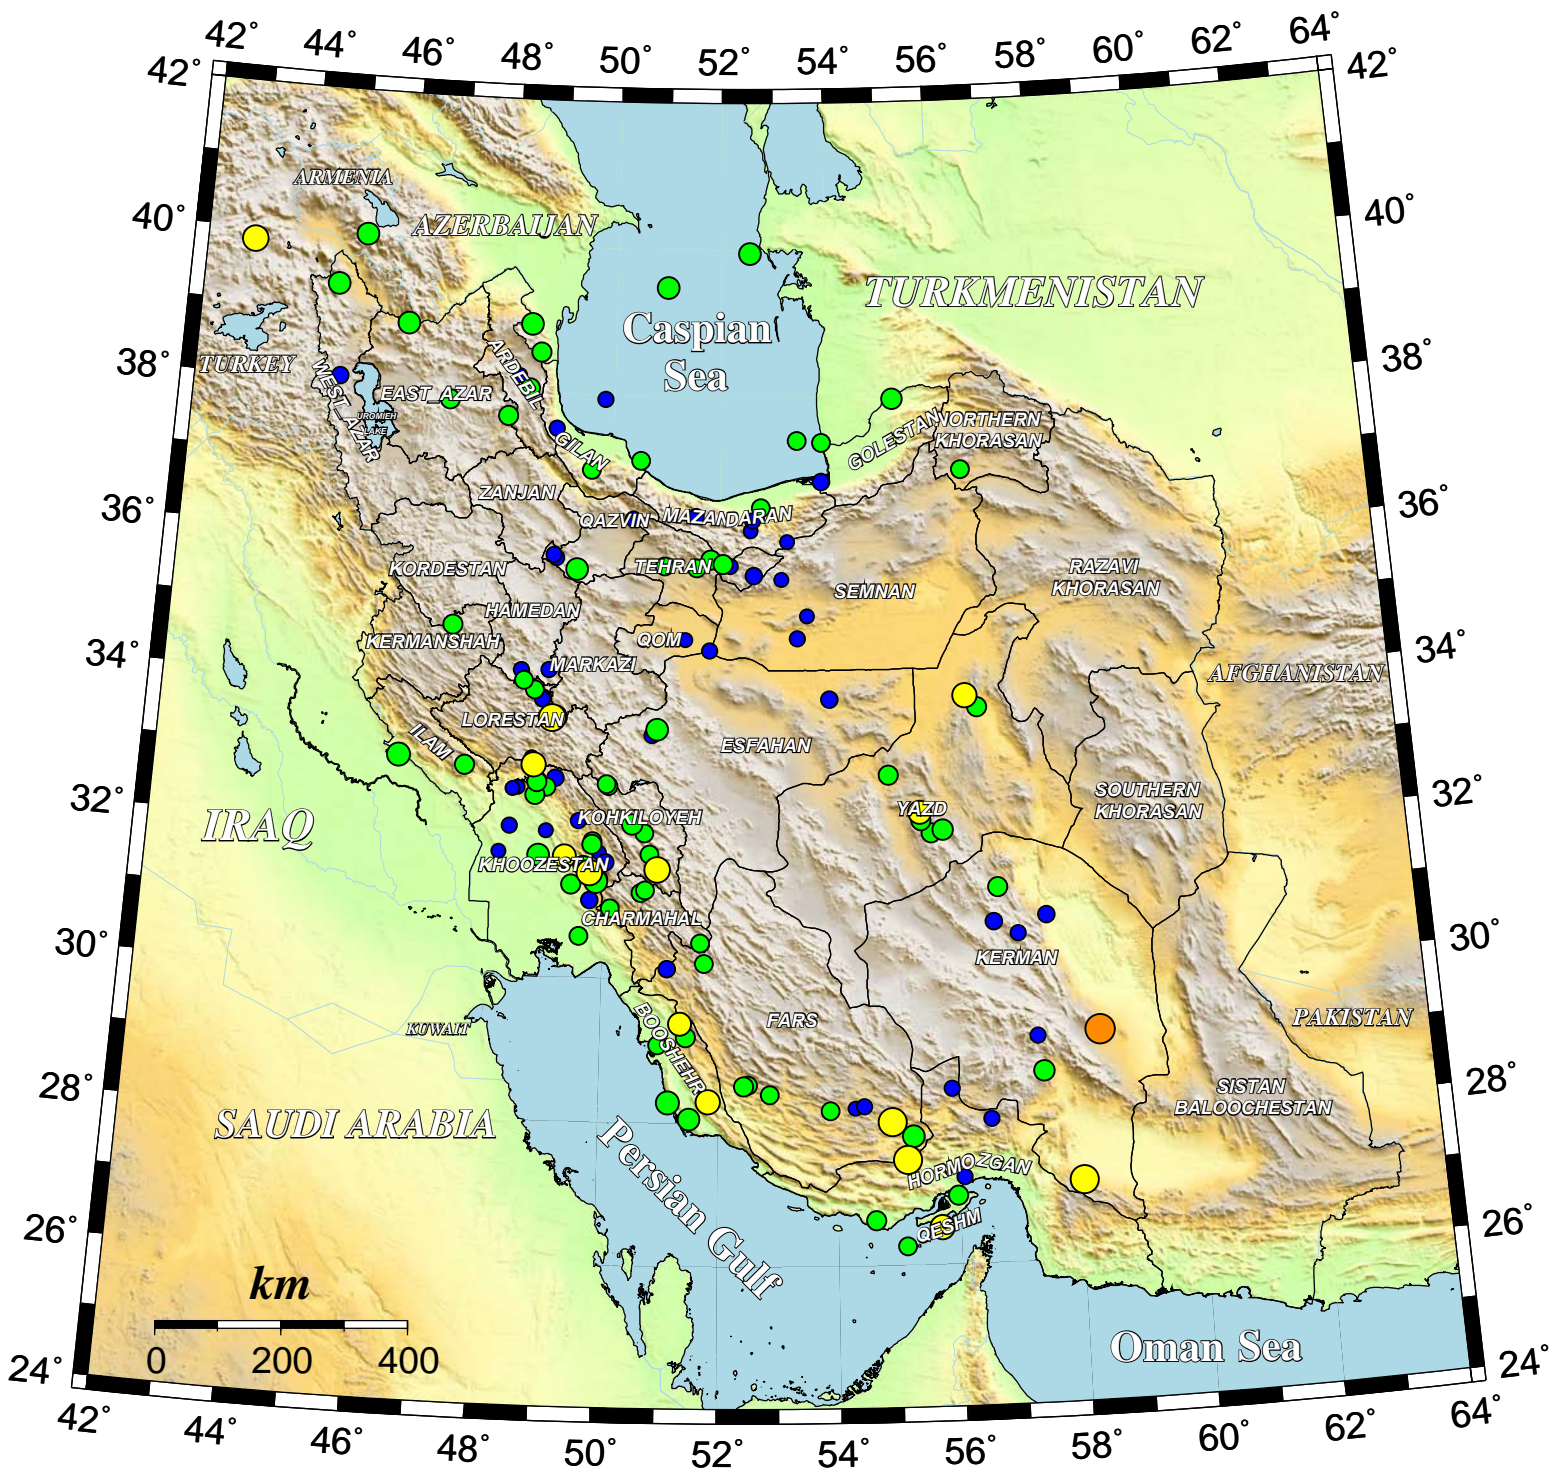 42° 44° 46° 48° 50° 52° 54° 56° 58° 60° 62° 64°
42° 42°
ARMENIA
40° AZERBAIJAN 40°
TURKMENISTAN
Caspian
Sea
38° TURKEY 38°
ARDEBIL
WEST_AZAR
EAST_AZAR
UROMIEH
LAKE
GILAN
GOLESTAN
NORTHERN
KHORASAN
ZANJAN
36° QAZVIN MAZANDARAN 36°
KORDESTAN
TEHRAN
SEMNAN
RAZAVI
KHORASAN
HAMEDAN
KERMANSHAH
QOM
MARKAZI
34° 34°
AFGHANISTAN
LORESTAN
ILAM
ESFAHAN
32° 32°
IRAQ
KOHKILOYEH
YAZD
SOUTHERN
KHORASAN
KHOOZESTAN
CHARMAHAL
30° 30°
KERMAN
KUWAIT
BOOSHEHR
FARS
PAKISTAN
28° 28°
SAUDI ARABIA
SISTAN
BALOOCHESTAN
Persian Gulf
HORMOZGAN
QESHM
26° 26°
km
0 200 400
Oman Sea
24° 24°
42° 44° 46° 48° 50° 52° 54° 56° 58° 60° 62° 64°